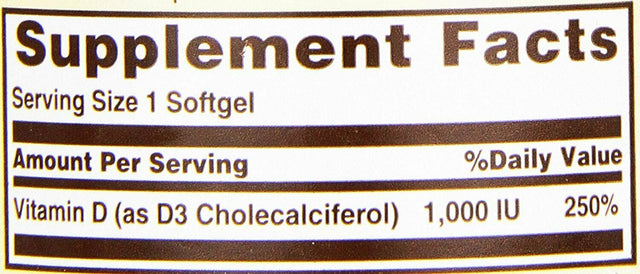 Supplement Facts
Serving Size 1 Softgel
Amount Per Serving %Daily Value
Vitamin D (as D3 Cholecalciferol) 1,000 IU 250%